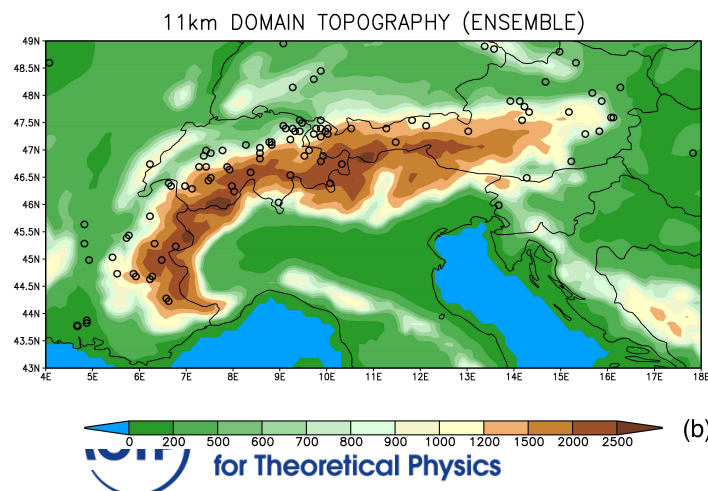 11km DOMAIN TOPOGRAPHY (ENSEMBLE)
49N
48.5N
48N
47.5N
47N
46.5N
46N
45.5N
45N
44.5N
44N
43.5N
43N
4E 5E 6E 7E 8E 9E 10E 11E 12E 13E 14E 15E 16E 17E 18E
0 200 500 600 700 800 900 1000 1200 1500 2000 2500
(b)
for Theoretical Physics